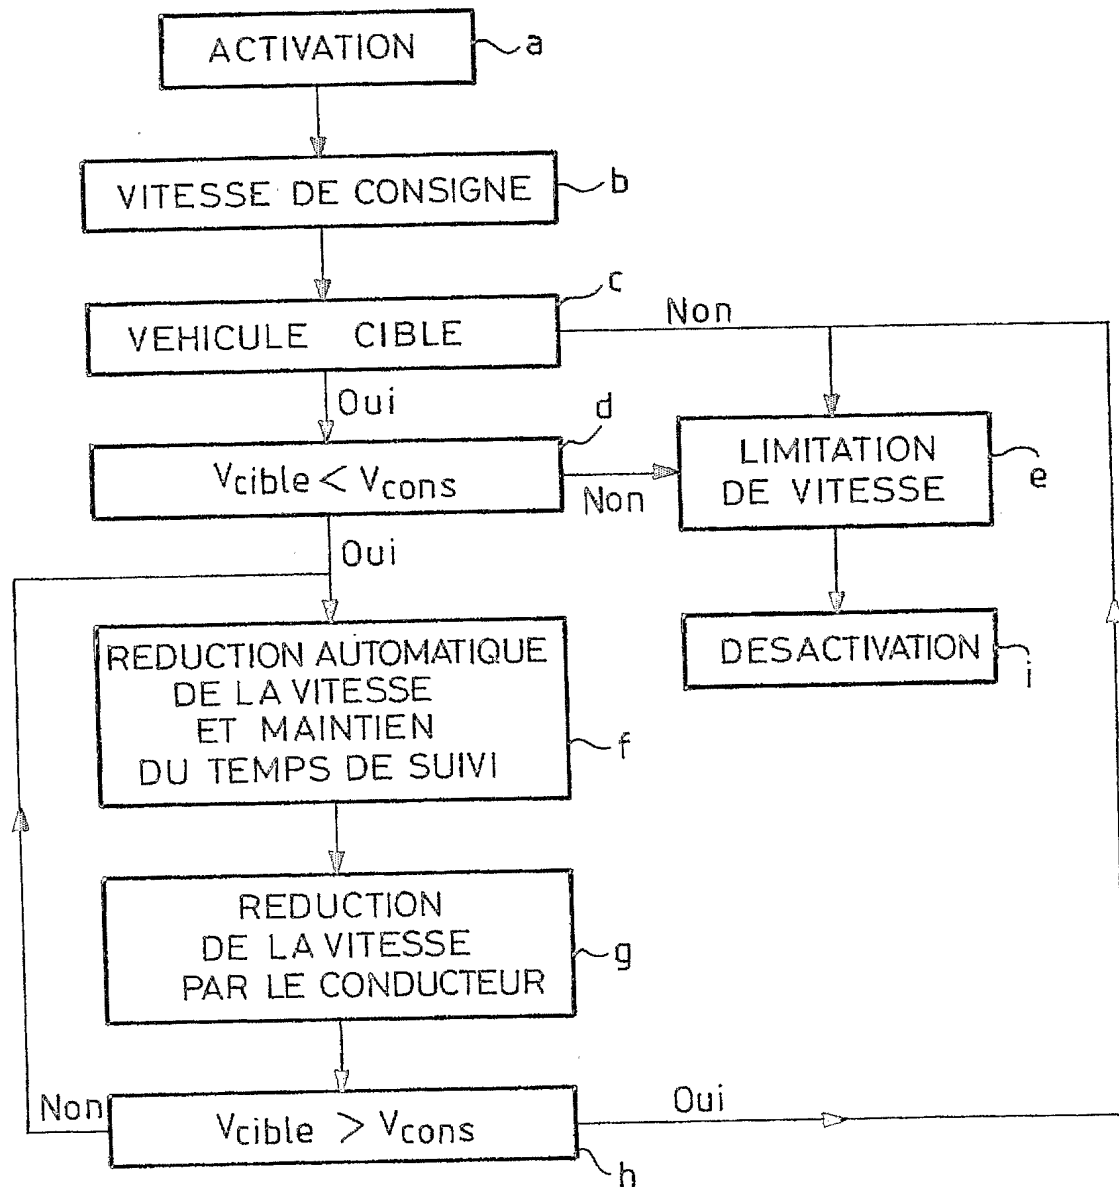 ACTIVATION
a
VITESSE DE CONSIGNE
b
c
VEHICULE CIBLE
Non
Oui
d
Vcible < Vcons
Non
LIMITATION
DE VITESSE
e
Oui
REDUCTION AUTOMATIQUE
DE LA VITESSE
ET MAINTIEN
DU TEMPS DE SUIVI
f
DESACTIVATION
i
REDUCTION
DE LA VITESSE
PAR LE CONDUCTEUR
g
Non
Vcible > Vcons
Oui
h